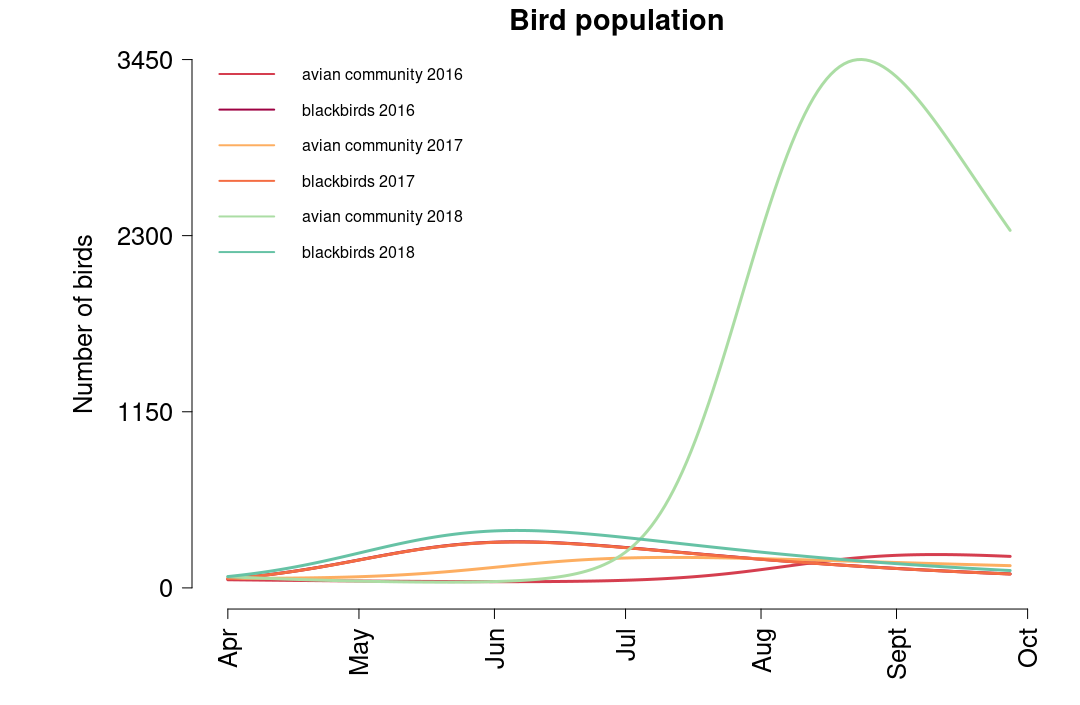 Bird population
3450
2300
1150
0
Number of birds
avian community 2016
blackbirds 2016
avian community 2017
blackbirds 2017
avian community 2018
blackbirds 2018
Apr
May
Jun
Jul
Aug
Sept
Oct